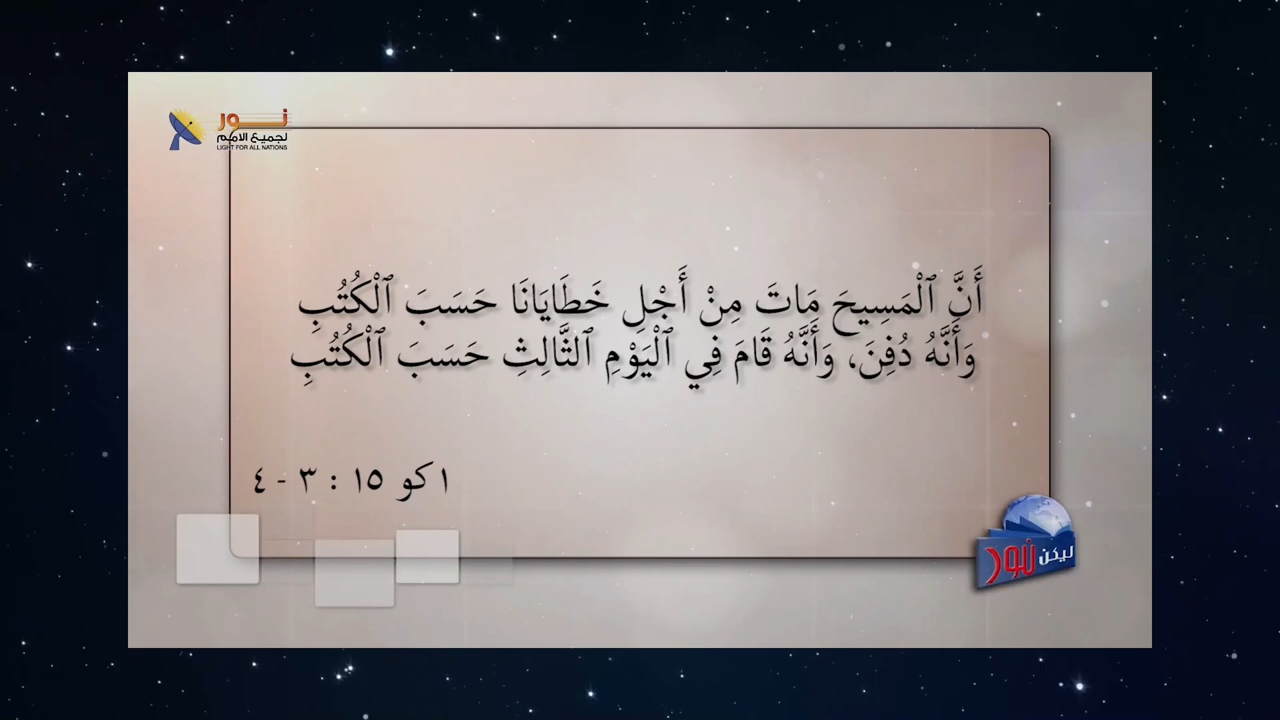 نـور
لجميع الامم
LIGHT FOR ALL NATIONS
أَنَّ ٱلْمَسِيحَ مَاتَ مِنْ أَجْلِ خَطَايَانَا حَسَبَ ٱلْكُتُبِ
وَأَنَّهُ دُفِنَ، وَأَنَّهُ قَامَ فِي ٱلْيَوْمِ ٱلثَّالِثِ حَسَبَ ٱلْكُتُبِ
١كو ١٥ : ٣ - ٤
ليكن نور